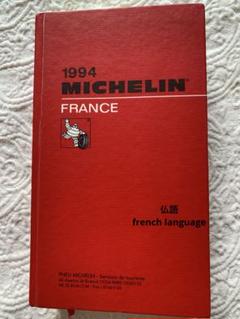 1994
MICHELIN
FRANCE
仏語
french language
PNEU MICHELIN - Services de tourisme